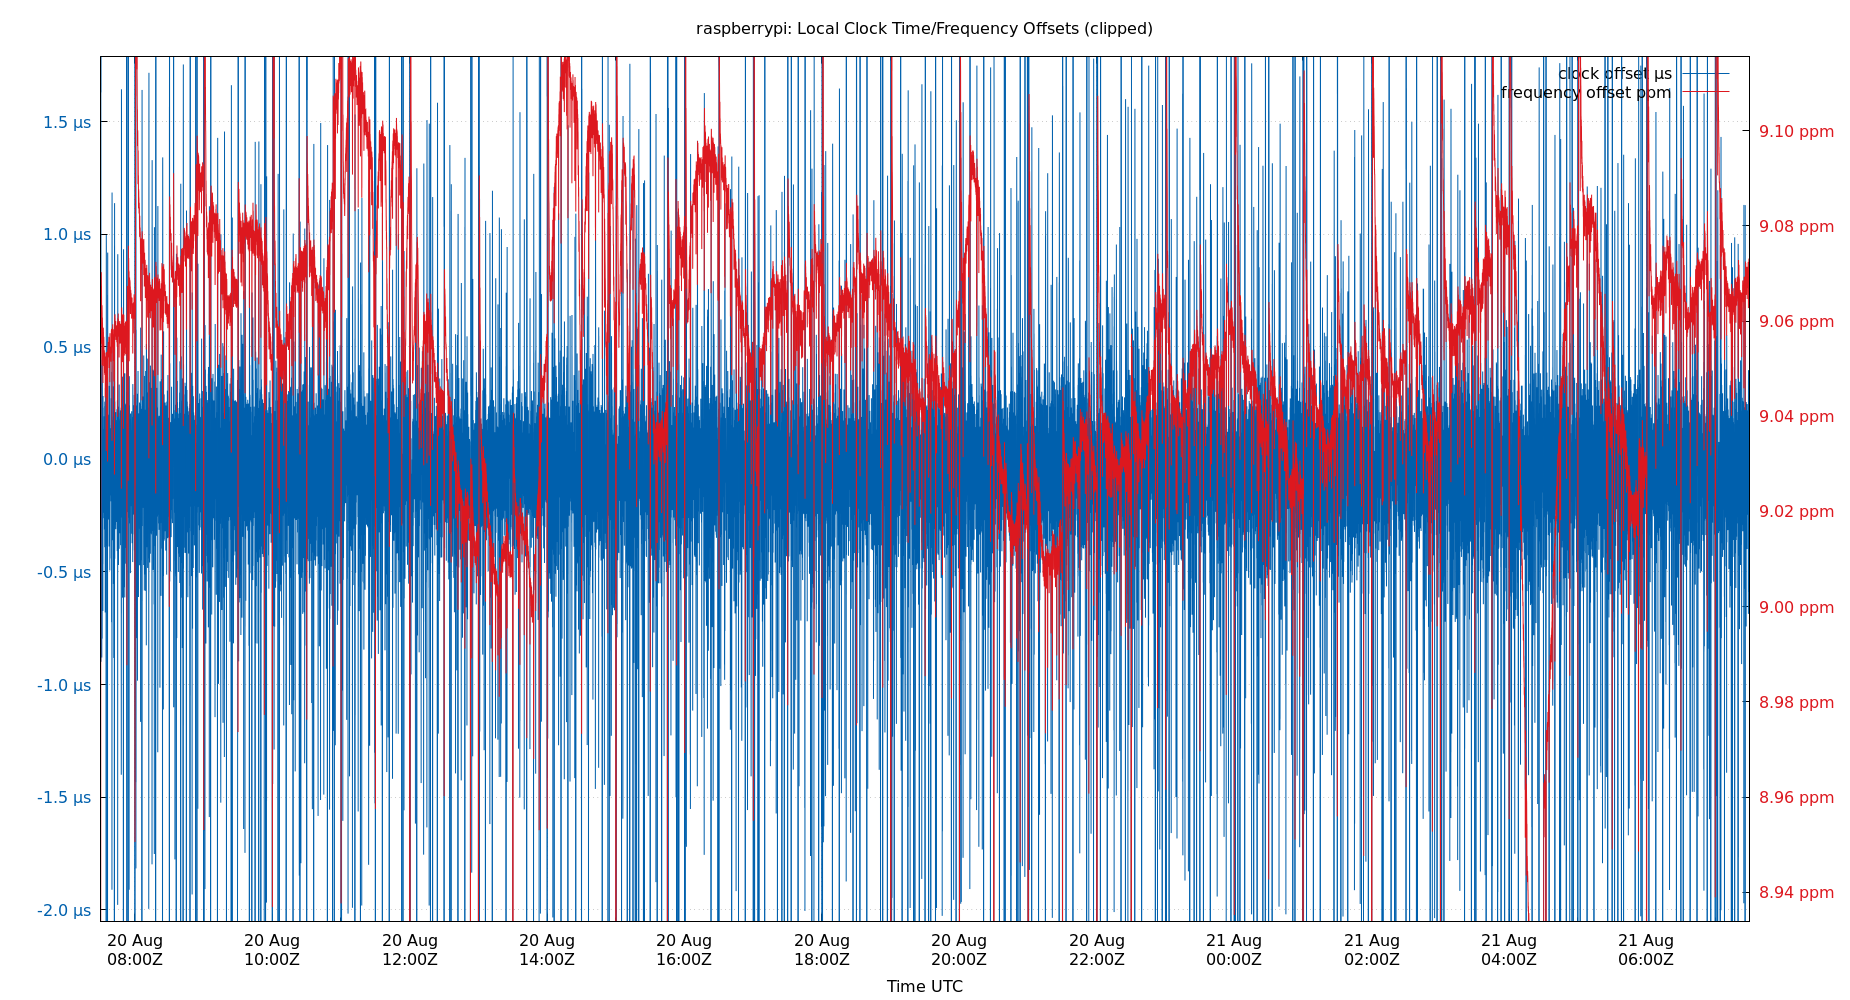 raspberrypi: Local Clock Time/Frequency Offsets (clipped)
clock offset μs
frequency offset ppm
1.5 μs
1.0 μs
0.5 μs
0.0 μs
-0.5 μs
-1.0 μs
-1.5 μs
-2.0 μs
9.10 ppm
9.08 ppm
9.06 ppm
9.04 ppm
9.02 ppm
9.00 ppm
8.98 ppm
8.96 ppm
8.94 ppm
20 Aug 20 Aug 20 Aug 20 Aug 20 Aug 20 Aug 20 Aug 20 Aug 21 Aug 21 Aug 21 Aug 21 Aug
08:00Z 10:00Z 12:00Z 14:00Z 16:00Z 18:00Z 20:00Z 22:00Z 00:00Z 02:00Z 04:00Z 06:00Z
Time UTC